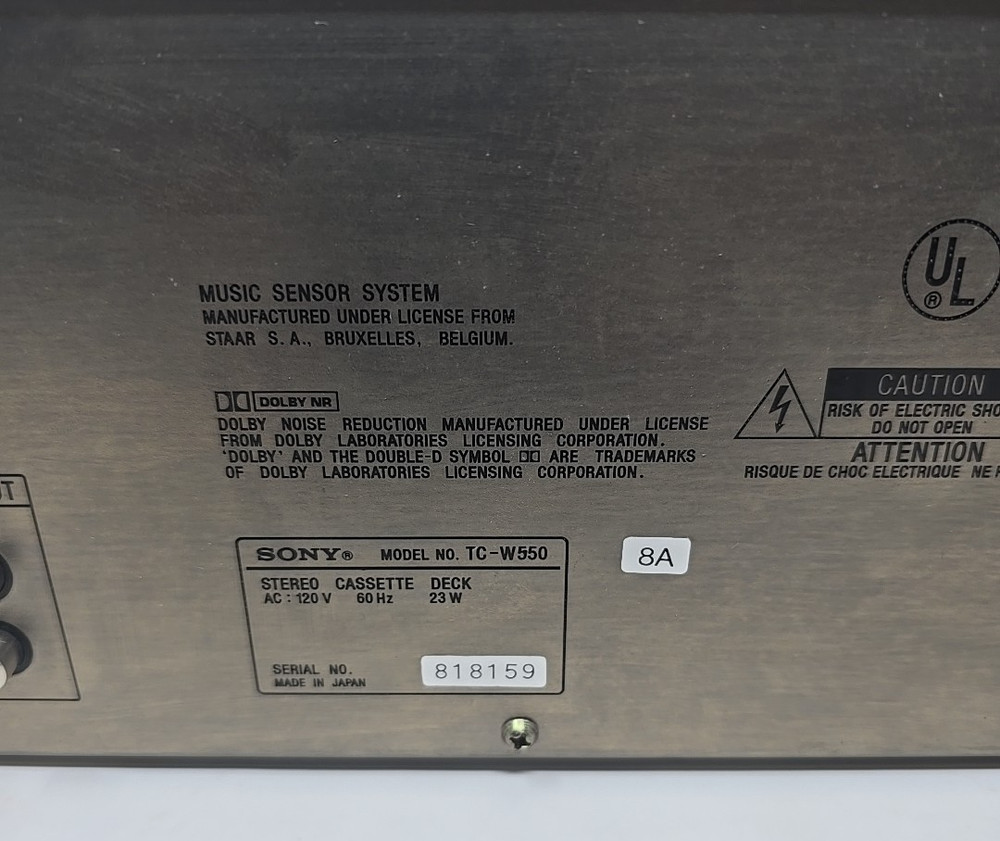 MUSIC SENSOR SYSTEM
MANUFACTURED UNDER LICENSE FROM
STAAR S.A., BRUXELLES, BELGIUM.
UL
®
DOLBY NR
DOLBY NOISE REDUCTION MANUFACTURED UNDER LICENSE
FROM DOLBY LABORATORIES LICENSING CORPORATION.
'DOLBY' AND THE DOUBLE-D SYMBOL ARE TRADEMARKS
OF DOLBY LABORATORIES LICENSING CORPORATION.
CAUTION
RISK OF ELECTRIC
DO NOT OPEN
ATTENTION
RISQUE DE CHOC ELECTRIQUE NE
SONY® MODEL NO. TC-W550
STEREO CASSETTE DECK
AC : 120 V 60 Hz 23 W
SERIAL NO. 818159
MADE IN JAPAN
8A